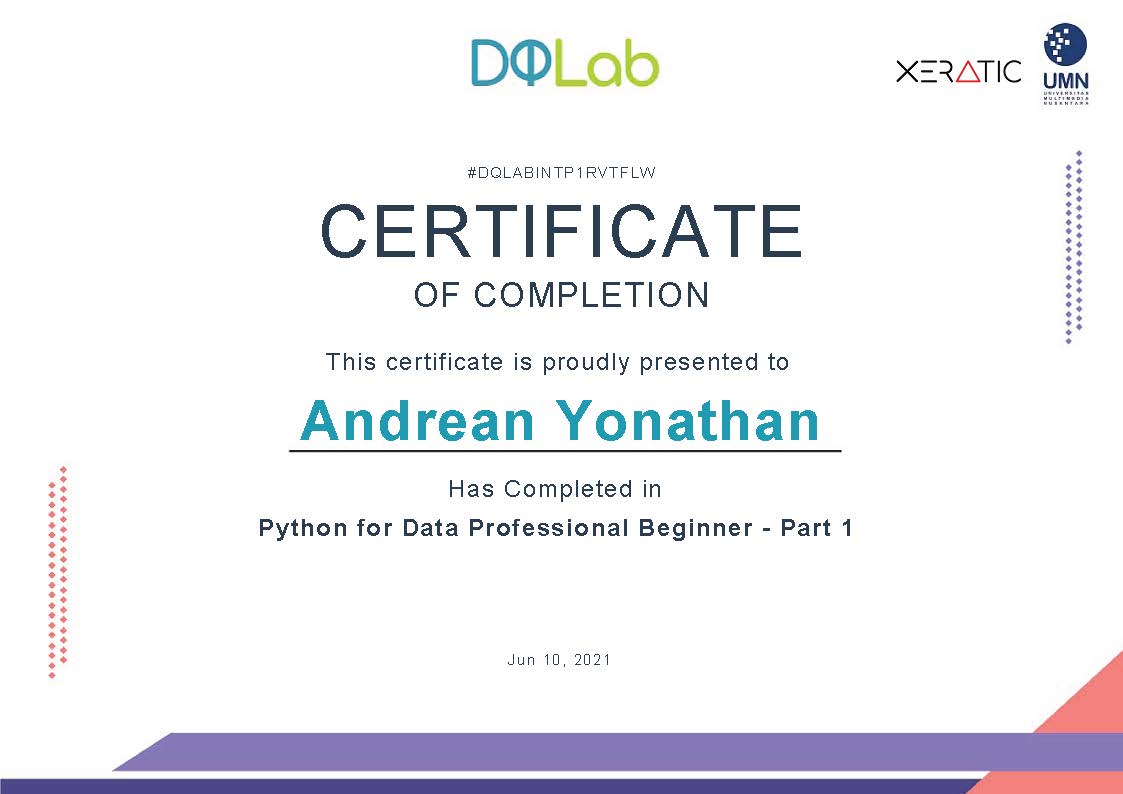 DQLab
XERATIC
UMN
UNIVERSITAS
MULTIMEDIA
NUSANTARA
#DQLABINTP1RVTFLW
CERTIFICATE
OF COMPLETION
This certificate is proudly presented to
Andrean Yonathan
Has Completed in
Python for Data Professional Beginner - Part 1
Jun 10, 2021